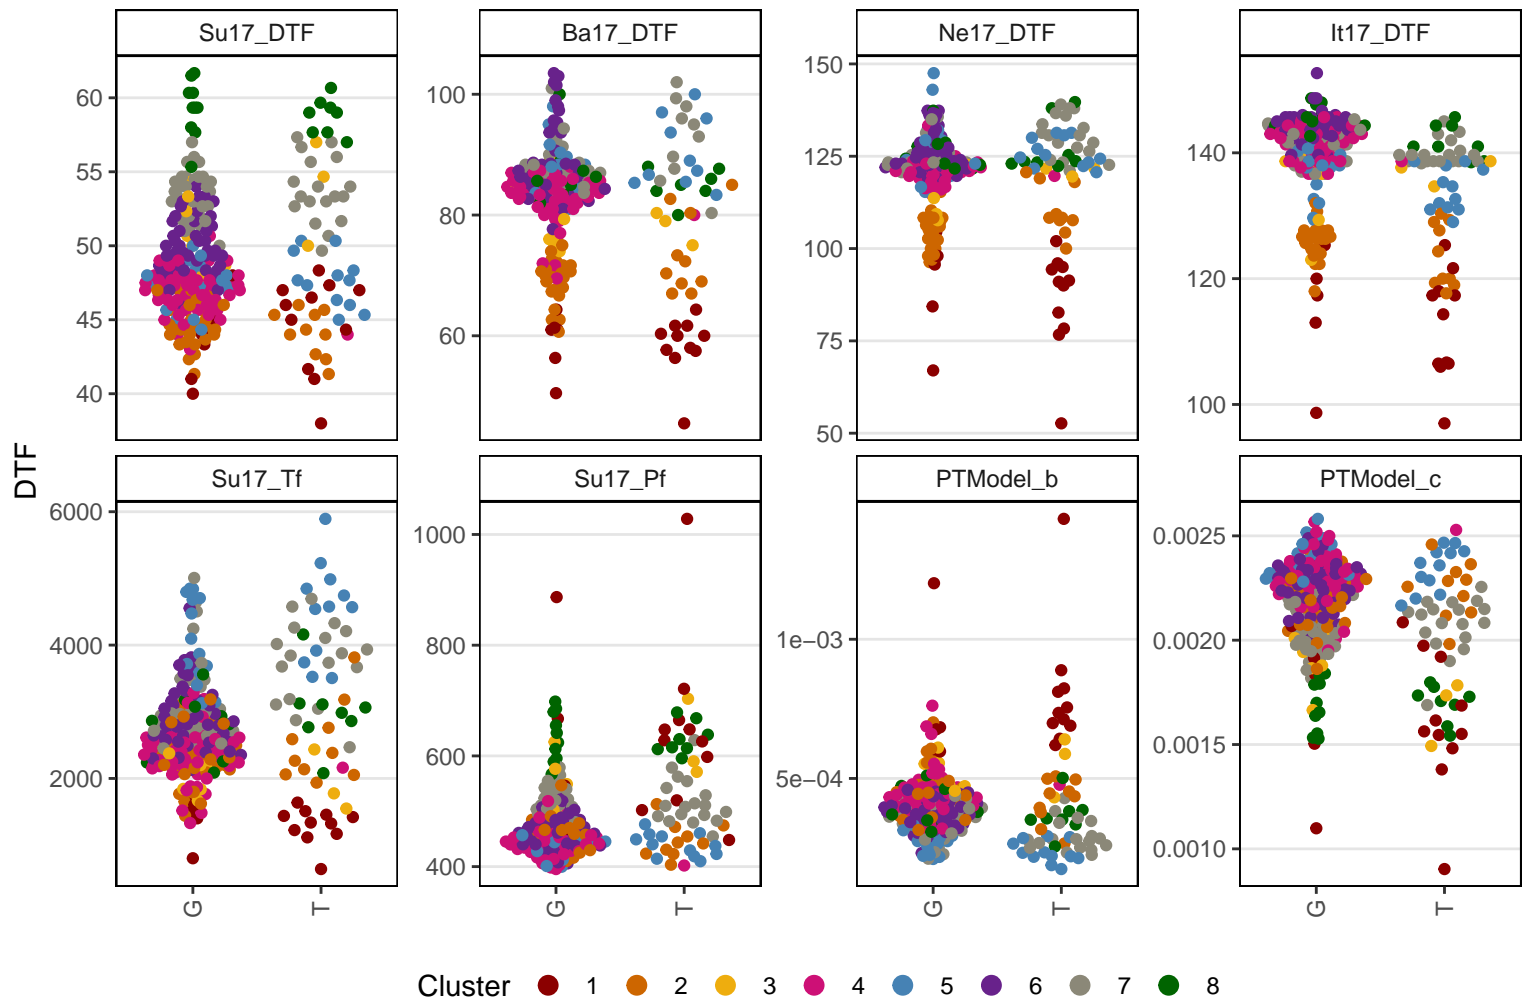 Su17_DTF
Ba17_DTF
Ne17_DTF
It17_DTF
60
55
50
45
40
100
80
60
150
125
100
75
50
140
120
100
DTF
Su17_Tf
Su17_Pf
PTModel_b
PTModel_c
6000
4000
2000
1000
800
600
400
1e−03
5e−04
0.0025
0.0020
0.0015
0.0010
G
T
G
T
G
T
G
T
Cluster 1 2 3 4 5 6 7 8